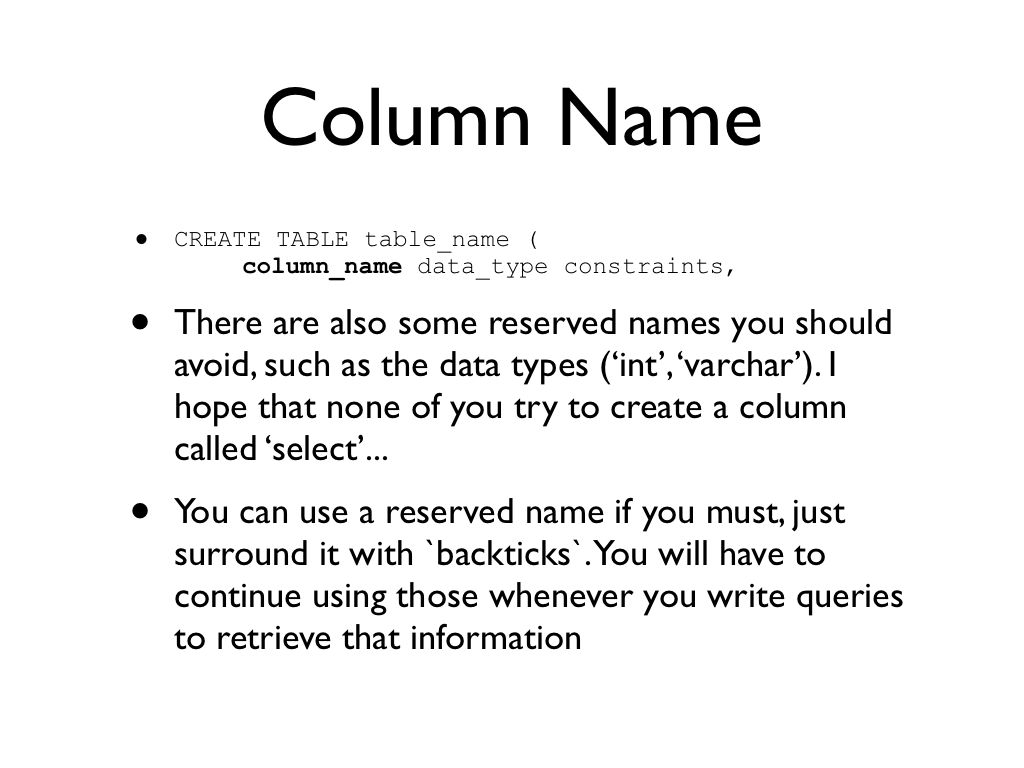 Column Name
• CREATE TABLE table_name (
column_name data_type constraints,
• There are also some reserved names you should
avoid, such as the data types (‘int’, ‘varchar’). I
hope that none of you try to create a column
called ‘select’...
• You can use a reserved name if you must, just
surround it with `backticks`. You will have to
continue using those whenever you write queries
to retrieve that information